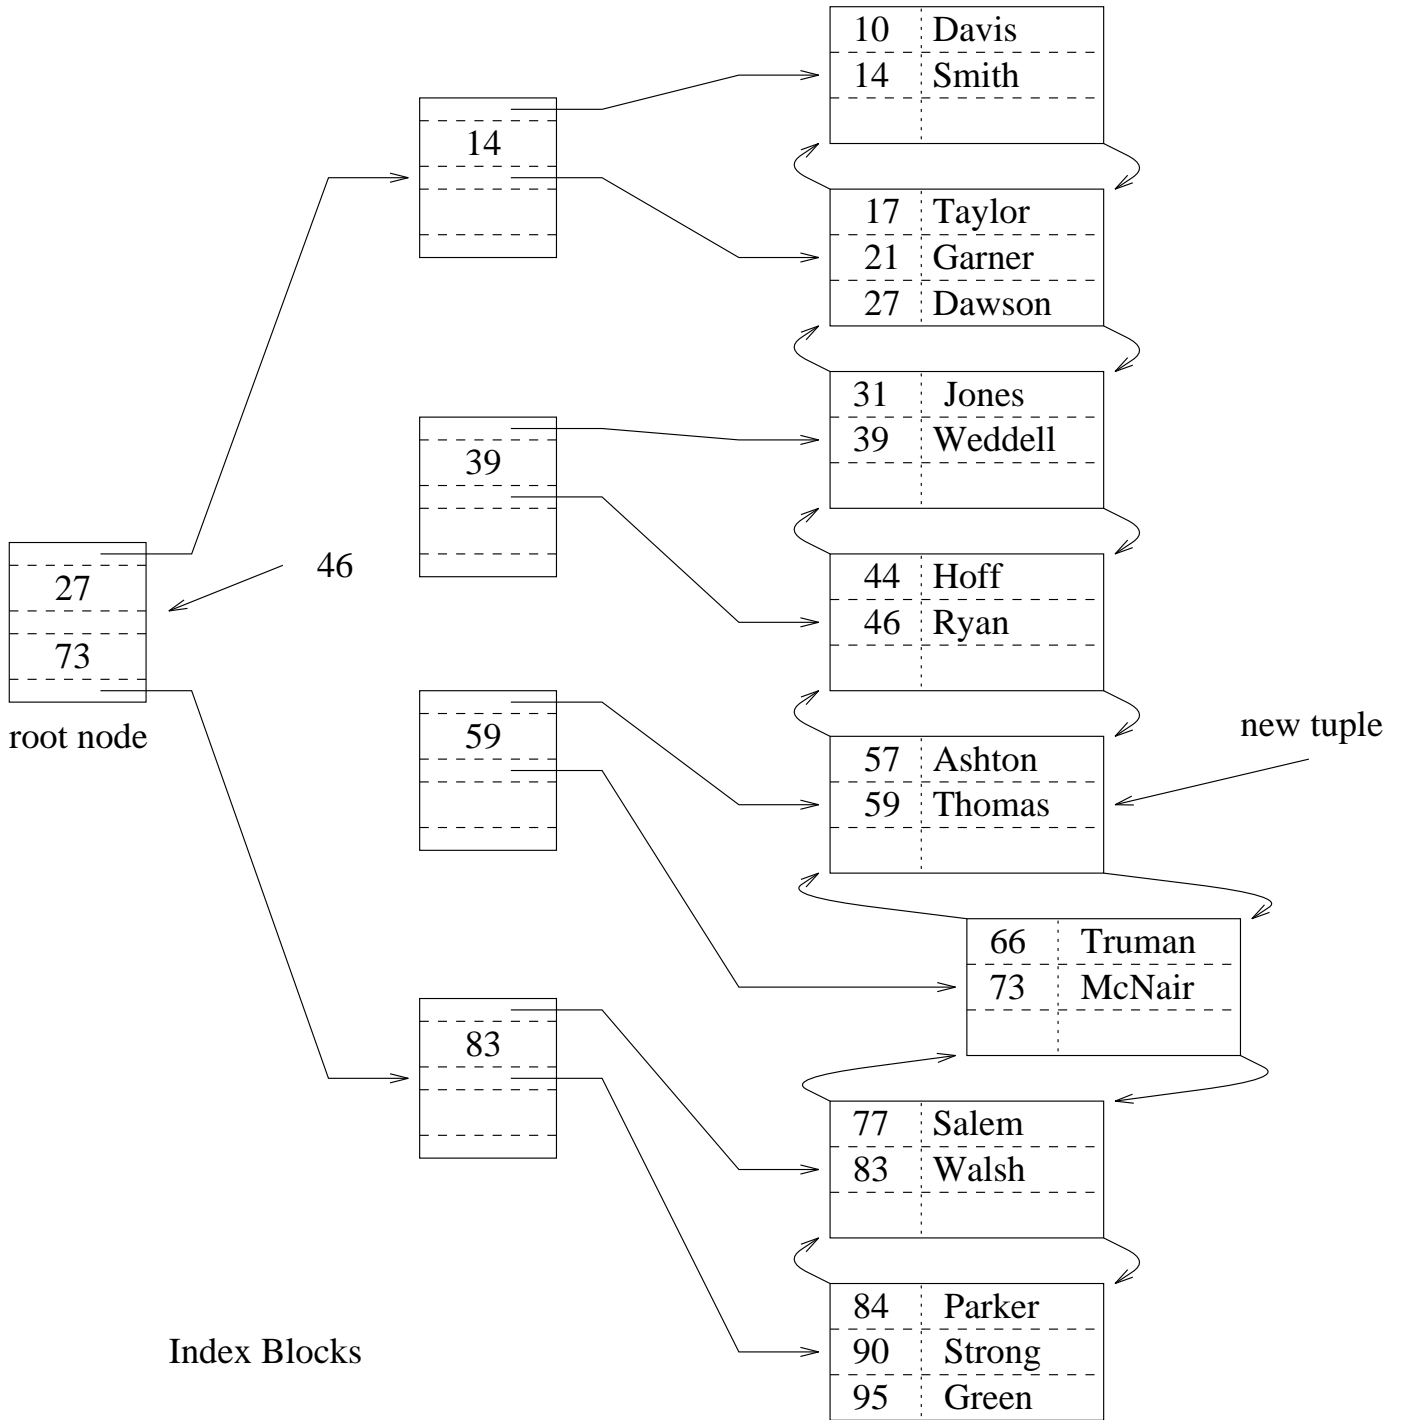 10 Davis
14 Smith
14
17 Taylor
21 Garner
27 Dawson
31 Jones
39 Weddell
39
44 Hoff
46 Ryan
46
27
73
root node
59
57 Ashton
59 Thomas
new tuple
66 Truman
73 McNair
83
77 Salem
83 Walsh
84 Parker
90 Strong
95 Green
Index Blocks